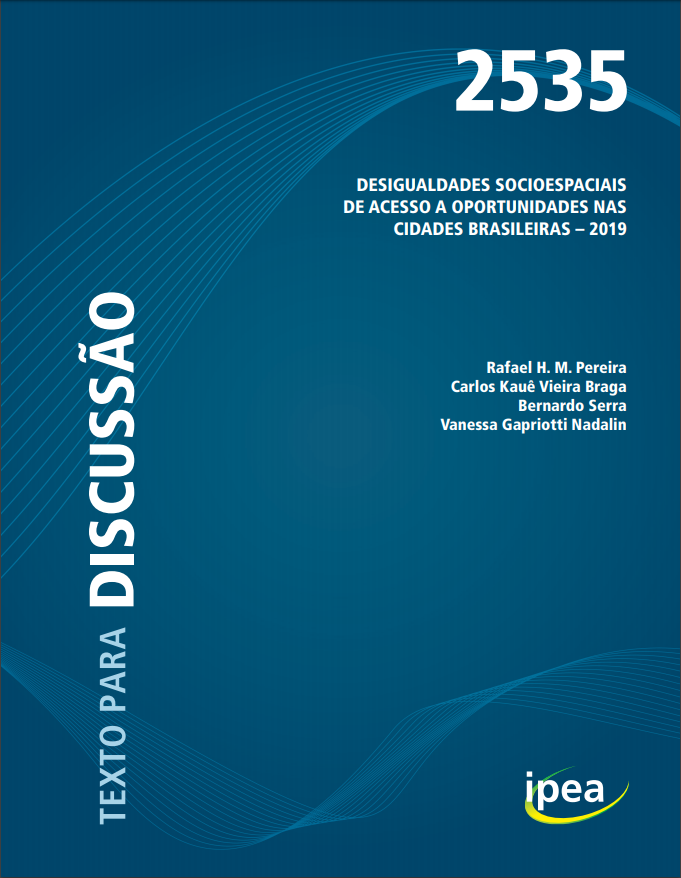 2535
DESIGUALDADES SOCIOESPACIAIS
DE ACESSO A OPORTUNIDADES NAS
CIDADES BRASILEIRAS – 2019
Rafael H. M. Pereira
Carlos Kauê Vieira Braga
Bernardo Serra
Vanessa Gapriotti Nadalin
TEXTO PARA DISCUSSÃO
ipea